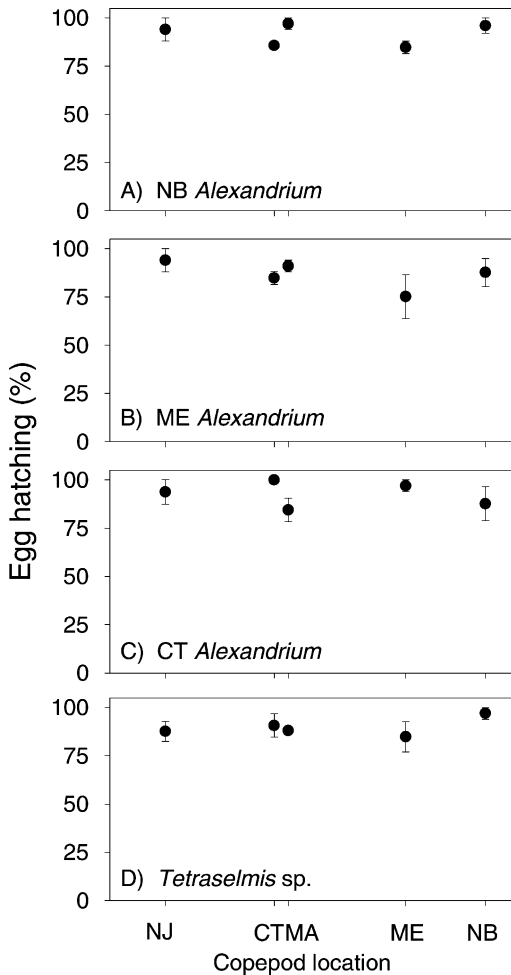 100
75
50
25
0
A) NB Alexandrium
100
75
50
25
0
B) ME Alexandrium
Egg hatching (%)
100
75
50
25
0
C) CT Alexandrium
100
75
50
25
0
D) Tetraselmis sp.
NJ CTMA ME NB
Copepod location